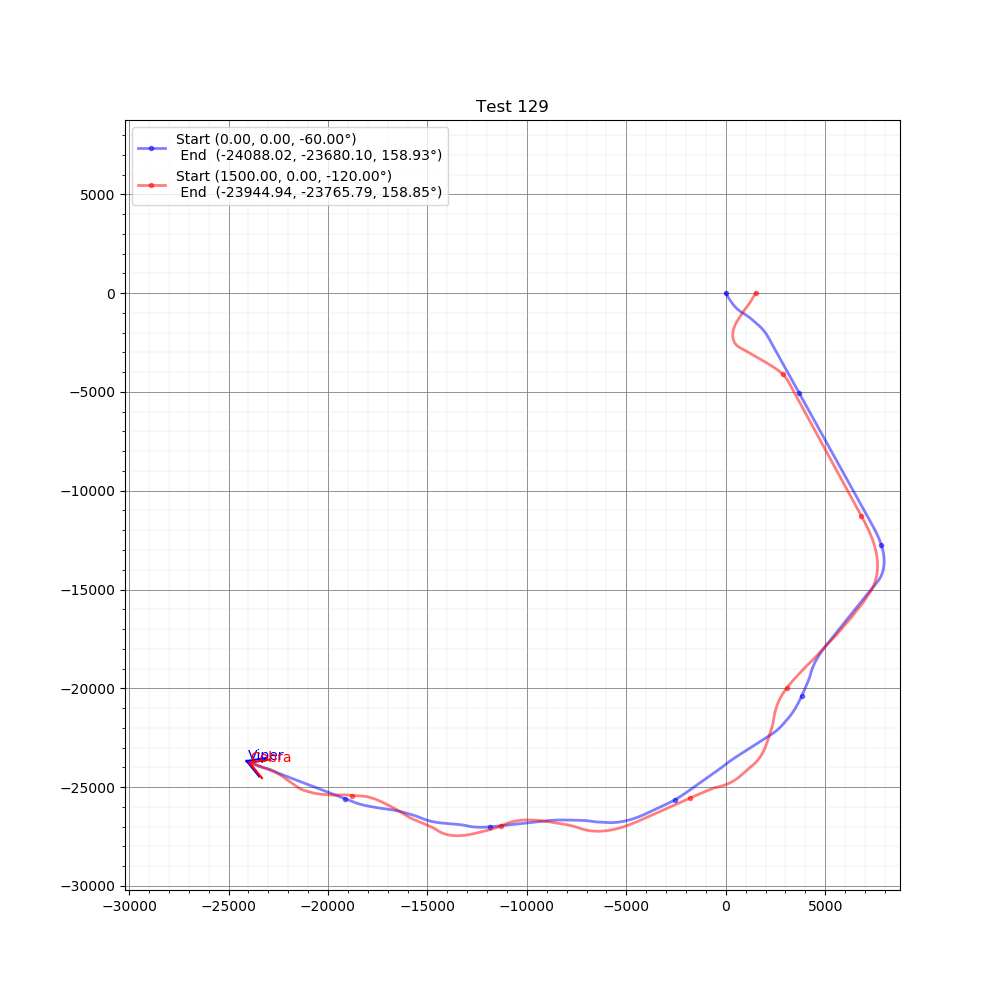 Test 129
Start (0.00, 0.00, -60.00°)
End (-24088.02, -23680.10, 158.93°)
Start (1500.00, 0.00, -120.00°)
End (-23944.94, -23765.79, 158.85°)
5000
0
−5000
−10000
−15000
−20000
−25000
−30000
Viper
−30000 −25000 −20000 −15000 −10000 −5000 0 5000